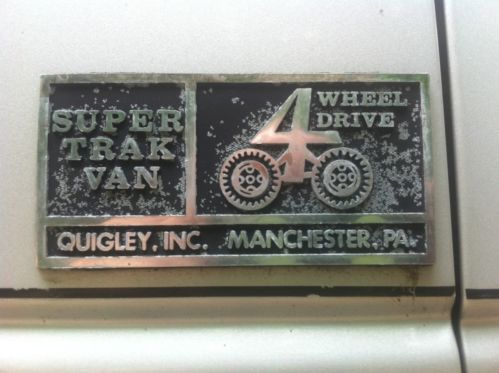 SUPER
TRAK
VAN
4 WHEEL
DRIVE
QUIGLEY, INC. MANCHESTER, PA.